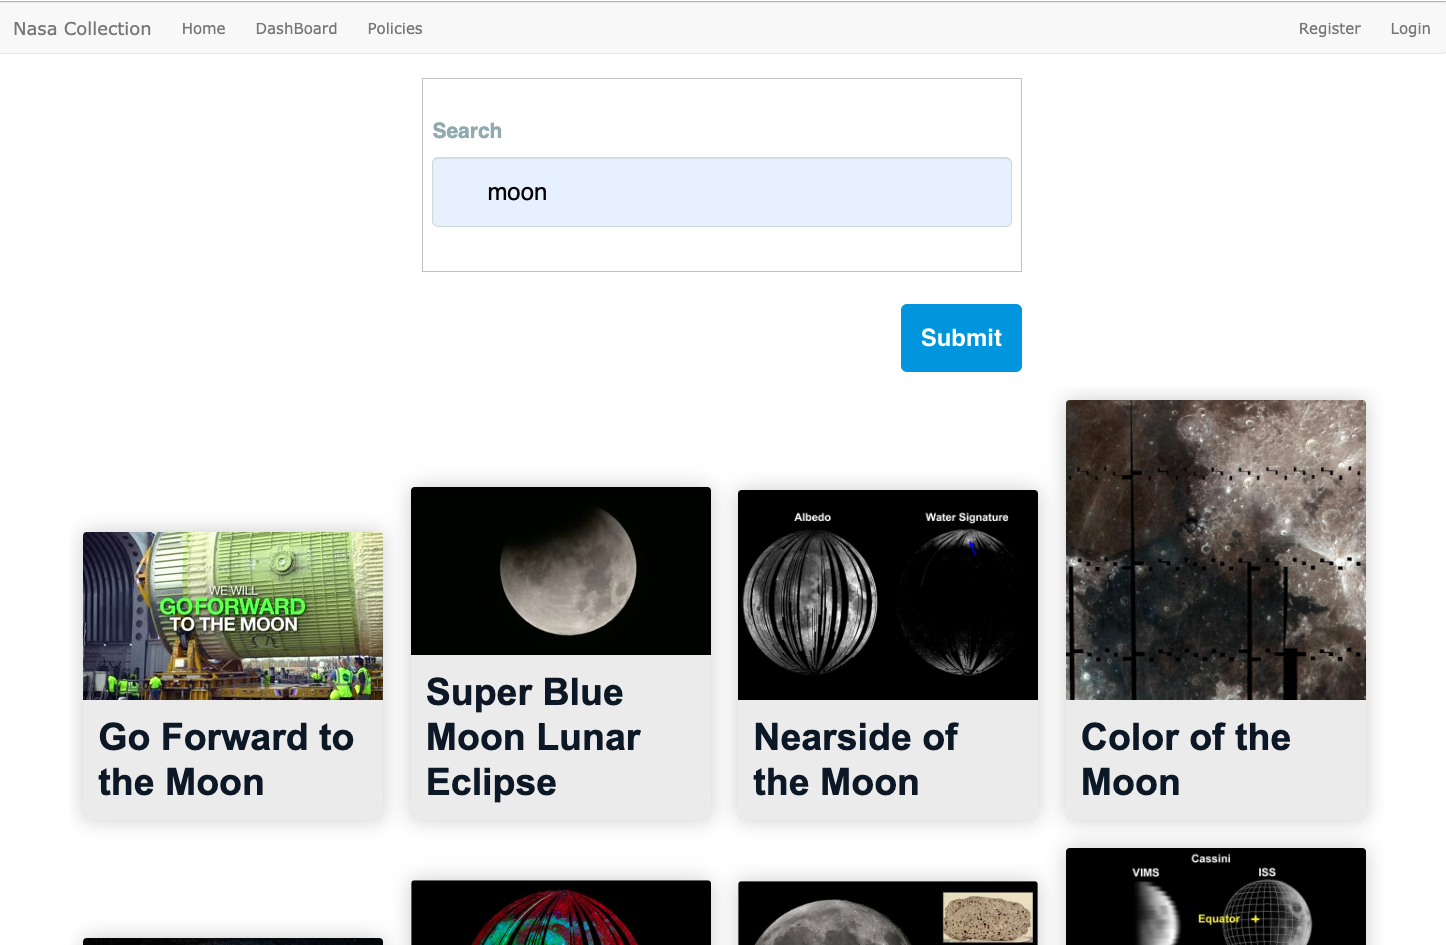 Nasa Collection Home DashBoard Policies Register Login
Search
moon
Submit
WE WILL
GO FORWARD
TO THE MOON
Go Forward to
the Moon
Super Blue
Moon Lunar
Eclipse
Albedo Water Signature
Nearside of
the Moon
Color of the
Moon
Cassini
VIMS ISS
Equator